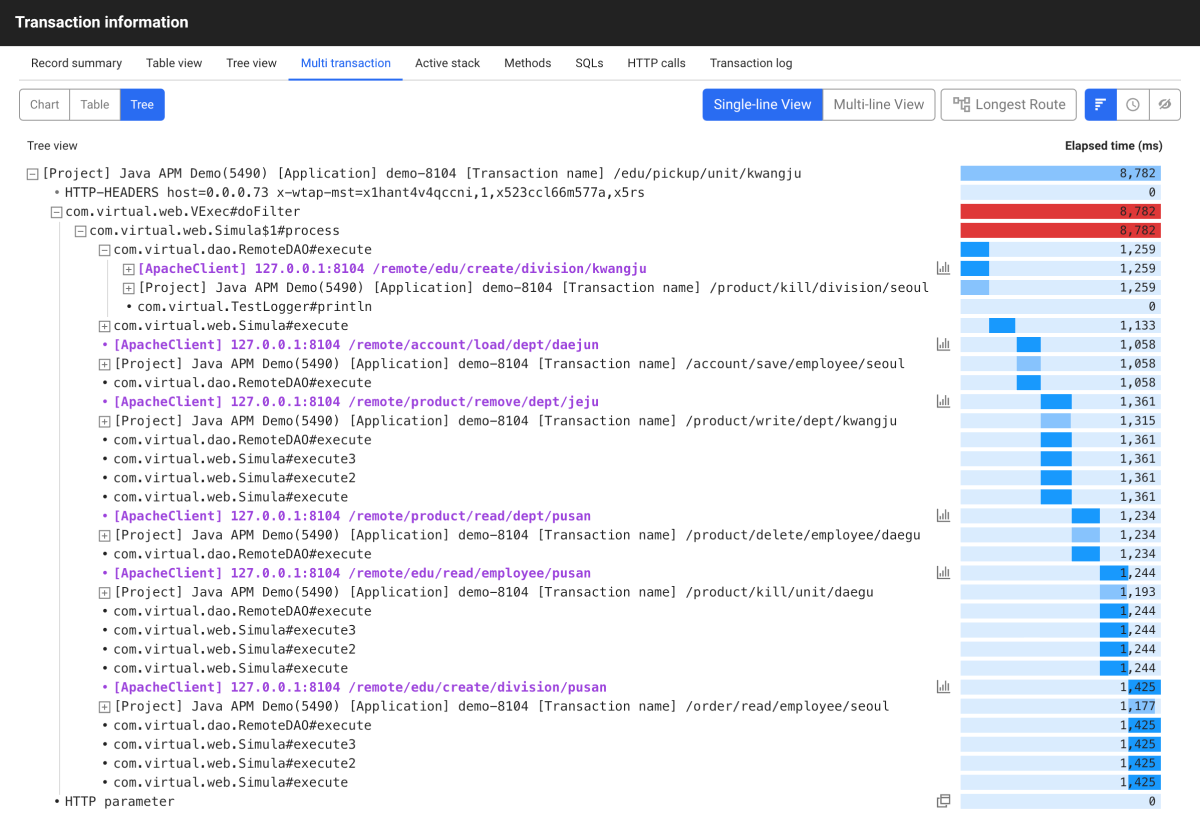 Transaction information
Record summary Table view Tree view Multi transaction Active stack Methods SQLs HTTP calls Transaction log
Chart Table Tree Single-line View Multi-line View Longest Route
Tree view Elapsed time (ms)
[Project] Java APM Demo(5490) [Application] demo-8104 [Transaction name] /edu/pickup/unit/kwangju 8,782
HTTP-HEADERS host=0.0.0.73 x-wtap-mst=x1hant4v4qccni,1,x523ccl66m577a,x5rs 0
com.virtual.web.VExec#doFilter 8,782
com.virtual.web.Simula$1#process 8,782
com.virtual.dao.RemoteDAO#execute 1,259
[ApacheClient] 127.0.0.1:8104 /remote/edu/create/division/kwangju 1,259
[Project] Java APM Demo(5490) [Application] demo-8104 [Transaction name] /product/kill/division/seoul 1,259
com.virtual.TestLogger#println 0
com.virtual.web.Simula#execute 1,133
[ApacheClient] 127.0.0.1:8104 /remote/account/load/dept/daejun 1,058
[Project] Java APM Demo(5490) [Application] demo-8104 [Transaction name] /account/save/employee/seoul 1,058
com.virtual.dao.RemoteDAO#execute 1,058
[ApacheClient] 127.0.0.1:8104 /remote/product/remove/dept/jeju 1,361
[Project] Java APM Demo(5490) [Application] demo-8104 [Transaction name] /product/write/dept/kwangju 1,315
com.virtual.dao.RemoteDAO#execute 1,361
com.virtual.web.Simula#execute3 1,361
com.virtual.web.Simula#execute2 1,361
com.virtual.web.Simula#execute 1,361
[ApacheClient] 127.0.0.1:8104 /remote/product/read/dept/pusan 1,234
[Project] Java APM Demo(5490) [Application] demo-8104 [Transaction name] /product/delete/employee/daegu 1,234
com.virtual.dao.RemoteDAO#execute 1,234
[ApacheClient] 127.0.0.1:8104 /remote/edu/read/employee/pusan 1,244
[Project] Java APM Demo(5490) [Application] demo-8104 [Transaction name] /product/kill/unit/daegu 1,193
com.virtual.dao.RemoteDAO#execute 1,244
com.virtual.web.Simula#execute3 1,244
com.virtual.web.Simula#execute2 1,244
com.virtual.web.Simula#execute 1,244
[ApacheClient] 127.0.0.1:8104 /remote/edu/create/division/pusan 1,425
[Project] Java APM Demo(5490) [Application] demo-8104 [Transaction name] /order/read/employee/seoul 1,177
com.virtual.dao.RemoteDAO#execute 1,425
com.virtual.web.Simula#execute3 1,425
com.virtual.web.Simula#execute2 1,425
com.virtual.web.Simula#execute 1,425
HTTP parameter 0